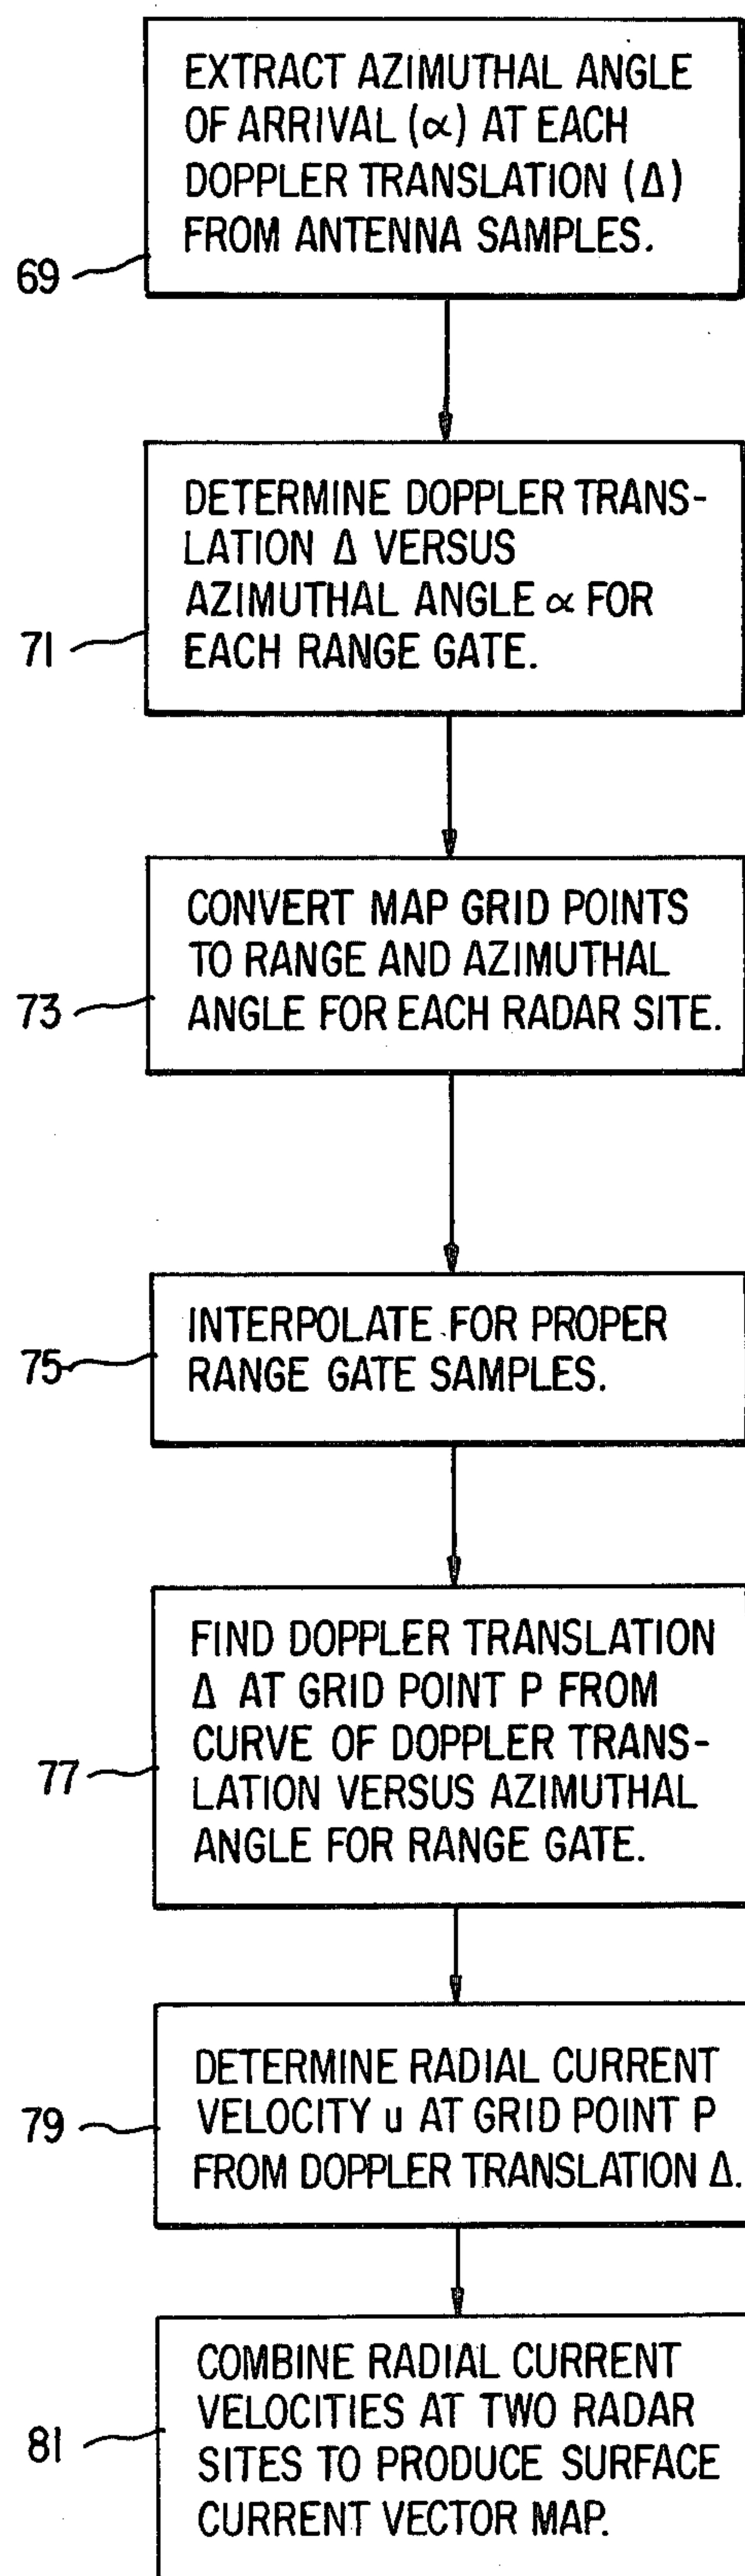 EXTRACT AZIMUTHAL ANGLE
OF ARRIVAL (∝) AT EACH
DOPPLER TRANSLATION (Δ)
FROM ANTENNA SAMPLES.
69
DETERMINE DOPPLER TRANS-
LATION Δ VERSUS
AZIMUTHAL ANGLE ∝ FOR
EACH RANGE GATE.
71
CONVERT MAP GRID POINTS
TO RANGE AND AZIMUTHAL
ANGLE FOR EACH RADAR SITE.
73
INTERPOLATE FOR PROPER
RANGE GATE SAMPLES.
75
FIND DOPPLER TRANSLATION
Δ AT GRID POINT P FROM
CURVE OF DOPPLER TRANS-
LATION VERSUS AZIMUTHAL
ANGLE FOR RANGE GATE.
77
DETERMINE RADIAL CURRENT
VELOCITY u AT GRID POINT P
FROM DOPPLER TRANSLATION Δ.
79
COMBINE RADIAL CURRENT
VELOCITIES AT TWO RADAR
SITES TO PRODUCE SURFACE
CURRENT VECTOR MAP.
81